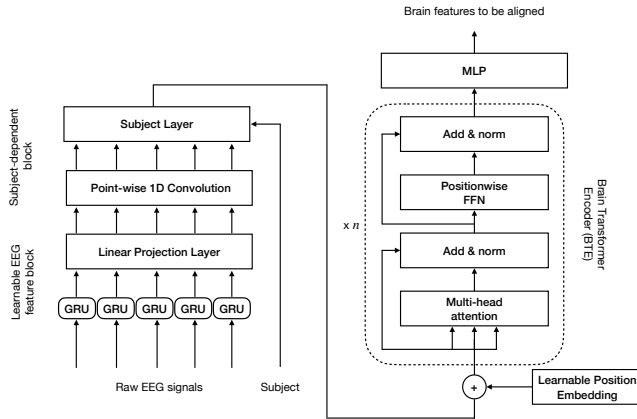 Brain features to be aligned
MLP
Add & norm
Positionwise
FFN
Add & norm
Multi-head
attention
x n
Brain Transformer
Encoder (BTE)
Learnable Position
Embedding
+
Subject-dependent
block
Subject Layer
Point-wise 1D Convolution
Learnable EEG
feature block
Linear Projection Layer
GRU GRU GRU GRU GRU
Raw EEG signals
Subject